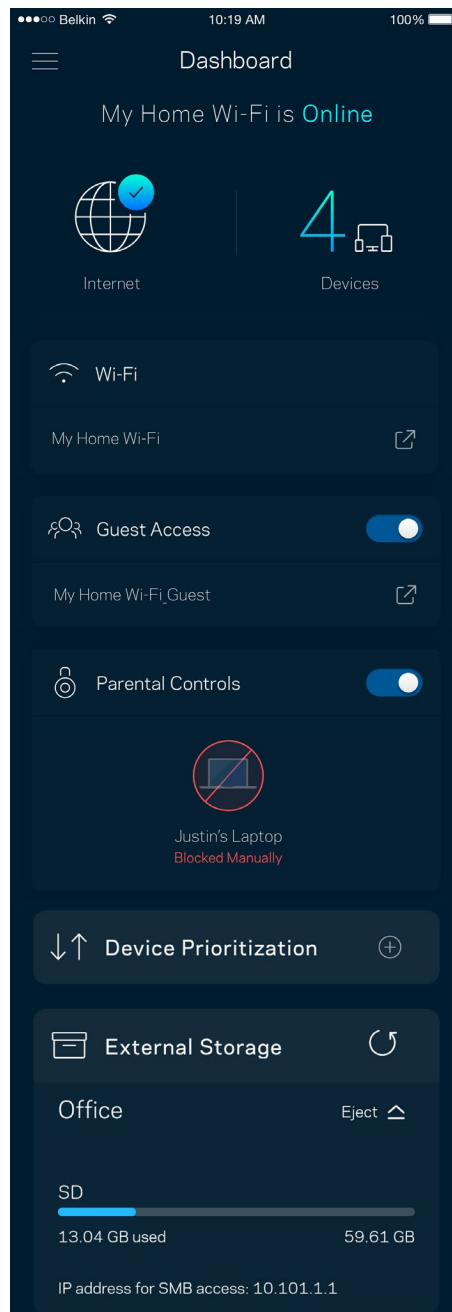 Belkin 10:19 AM 100%
Dashboard
My Home Wi-Fi is Online
4
Internet Devices
Wi-Fi
My Home Wi-Fi
Guest Access
My Home Wi-Fi_Guest
Parental Controls
Justin's Laptop
Blocked Manually
Device Prioritization
External Storage
Office Eject
SD
13.04 GB used 59.61 GB
IP address for SMB access: 10.101.1.1